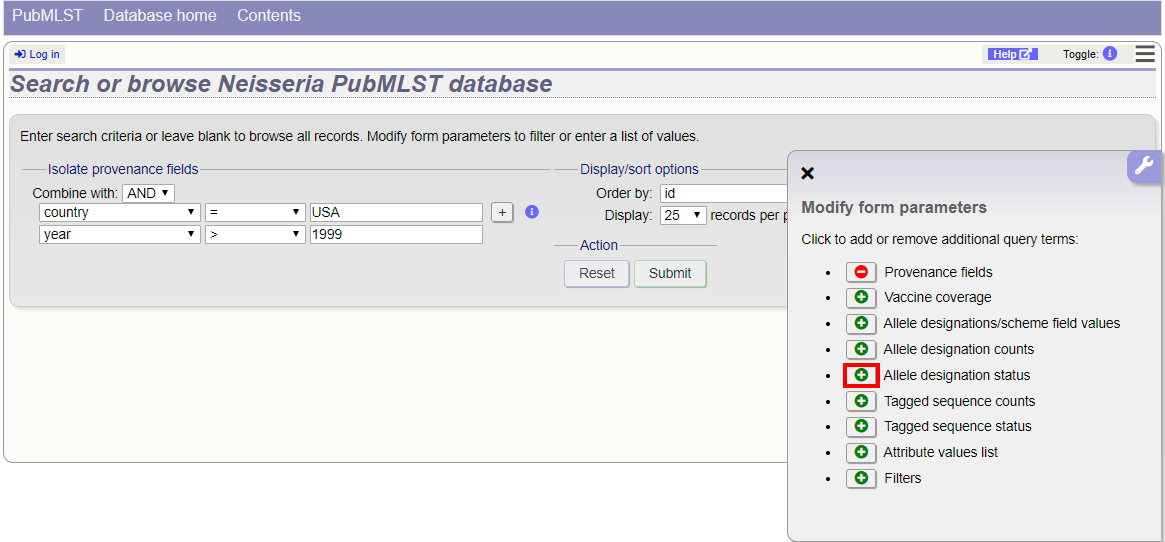 PubMLST Database home Contents
Log in Help Toggle:
Search or browse Neisseria PubMLST database
Enter search criteria or leave blank to browse all records. Modify form parameters to filter or enter a list of values.
Isolate provenance fields
Combine with: AND
country = USA +
year > 1999
Display/sort options
Order by: id
Display: 25 records per p
Action
Reset Submit
Modify form parameters
Click to add or remove additional query terms:
Provenance fields
Vaccine coverage
Allele designations/scheme field values
Allele designation counts
Allele designation status
Tagged sequence counts
Tagged sequence status
Attribute values list
Filters